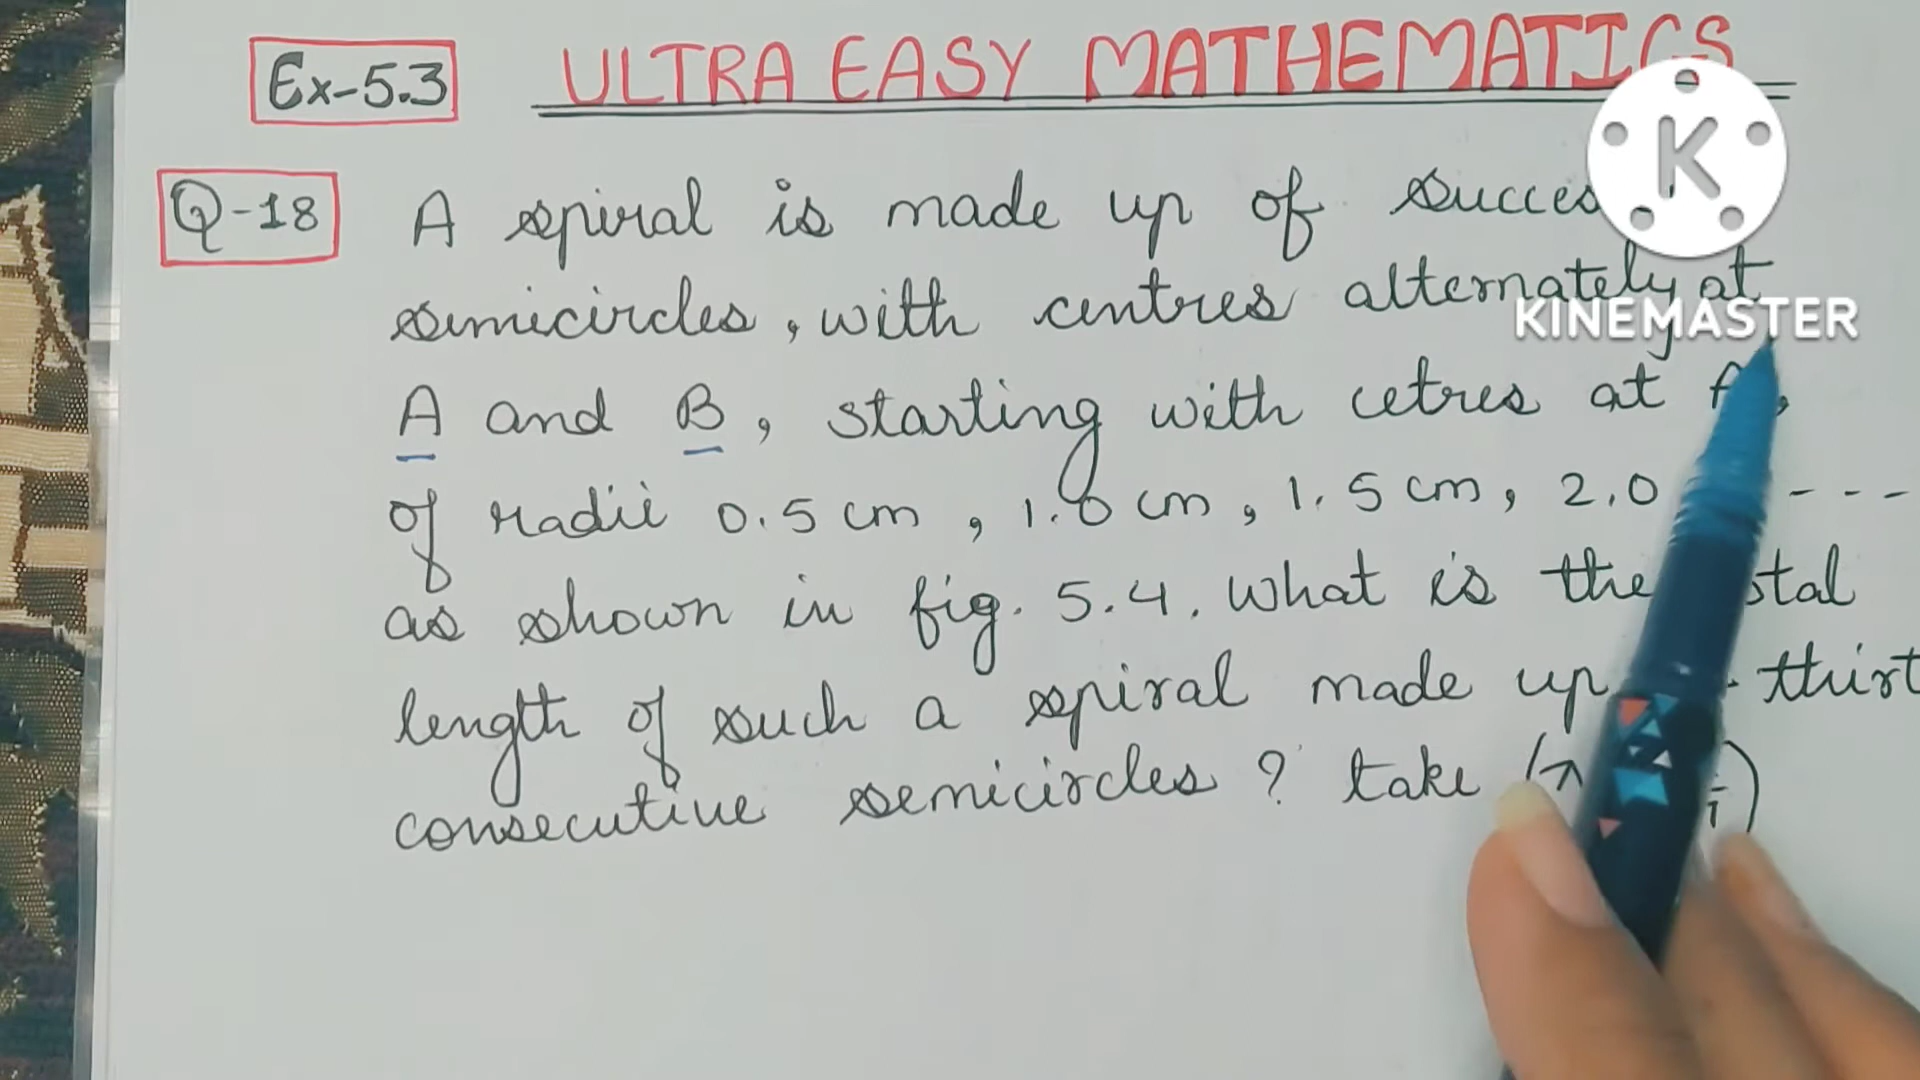 Ex-5.3 ULTRA EASY MATHEMATICS
Q-18 A spiral is made up of succes
semicircles, with centres alternately at
KINEMASTER
A and B, starting with cetres at A,
of radii 0.5 cm, 1.0 cm, 1.5 cm, 2.0 ----
as shown in fig. 5.4. What is the
length of such a spiral made up
consecutive semicircles? take